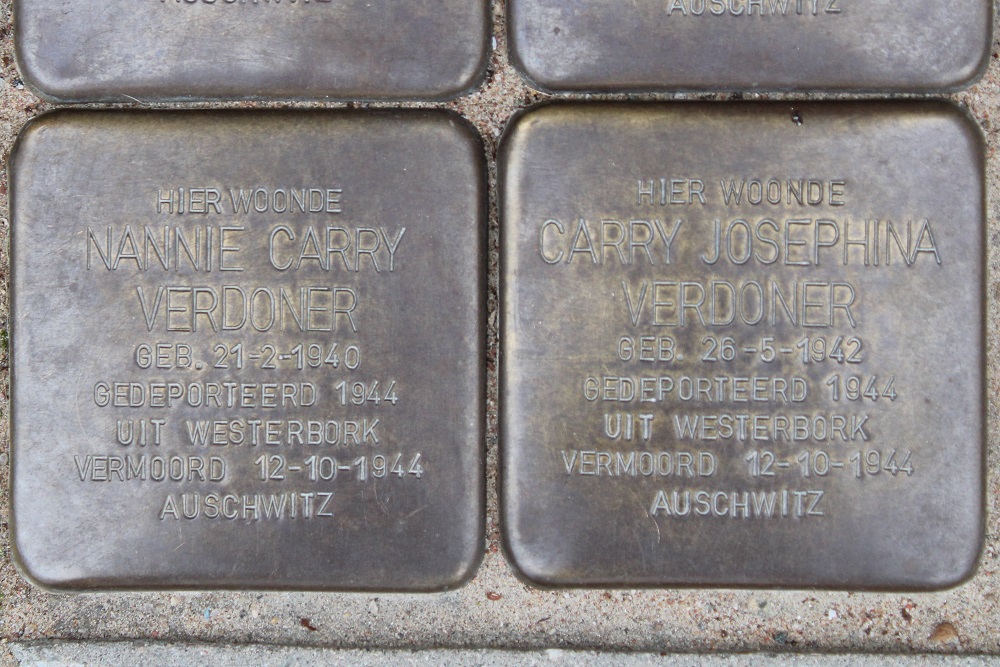 AUSCHWITZ
AUSCHWITZ
HIER WOONDE
NANNIE CARRY
VERDONER
GEB. 21-2-1940
GEDEPORTEERD 1944
UIT WESTERBORK
VERMOORD 12-10-1944
AUSCHWITZ
HIER WOONDE
CARRY JOSEPHINA
VERDONER
GEB. 26-5-1942
GEDEPORTEERD 1944
UIT WESTERBORK
VERMOORD 12-10-1944
AUSCHWITZ